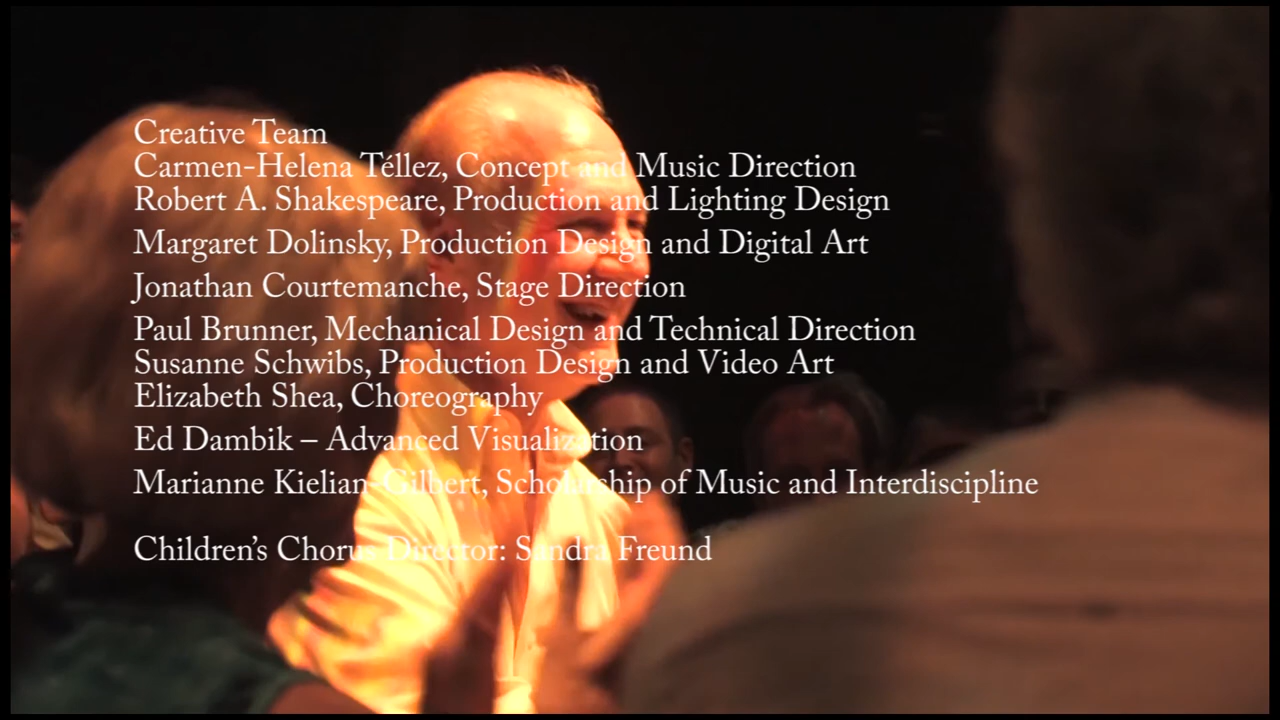 Creative Team
Carmen-Helena Téllez, Concept and Music Direction
Robert A. Shakespeare, Production and Lighting Design
Margaret Dolinsky, Production Design and Digital Art
Jonathan Courtemanche, Stage Direction
Paul Brunner, Mechanical Design and Technical Direction
Susanne Schwibs, Production Design and Video Art
Elizabeth Shea, Choreography
Ed Dambik – Advanced Visualization
Marianne Kielian-Gilbert, Scholarship of Music and Interdiscipline
Children’s Chorus Director: Sandra Freund